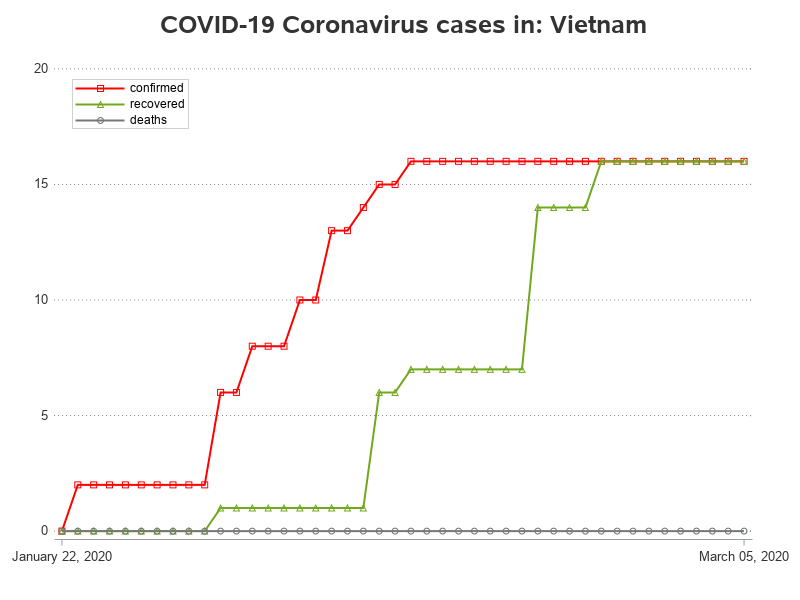 COVID-19 Coronavirus cases in: Vietnam
20
confirmed
recovered
deaths
15
10
5
0
January 22, 2020
March 05, 2020